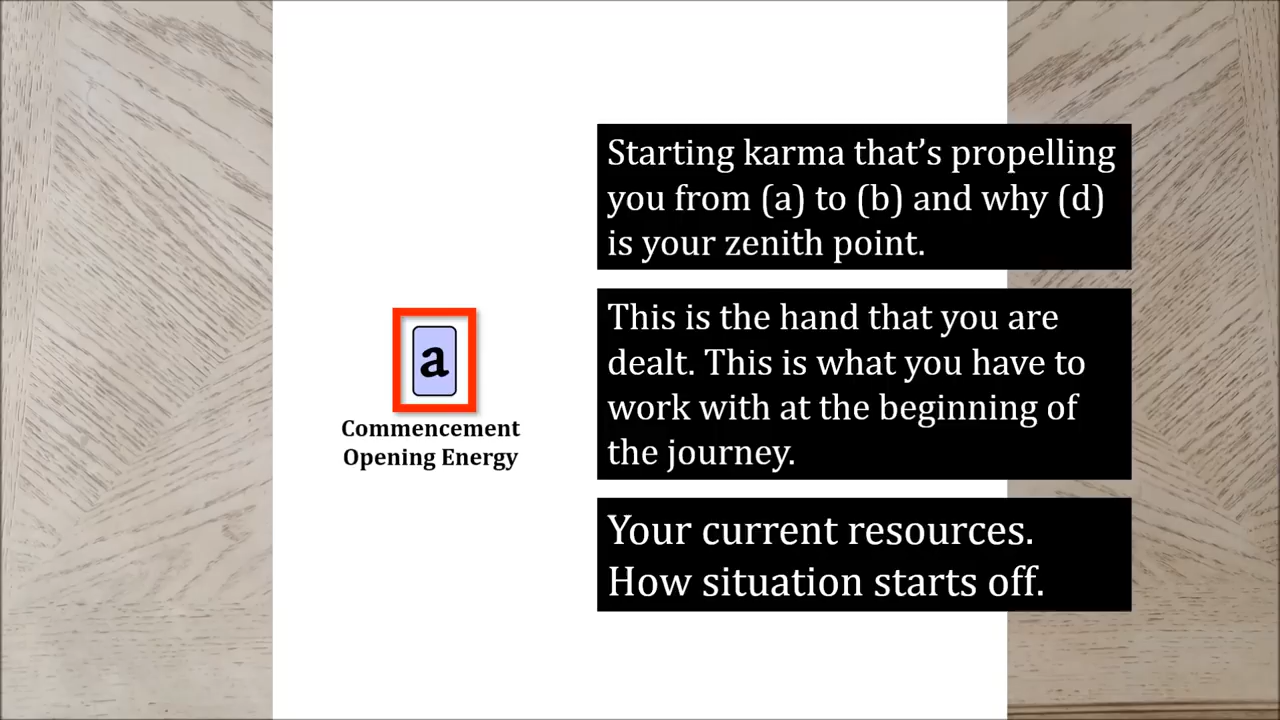 Starting karma that's propelling
you from (a) to (b) and why (d)
is your zenith point.
a
Commencement
Opening Energy
This is the hand that you are
dealt. This is what you have to
work with at the beginning of
the journey.
Your current resources.
How situation starts off.